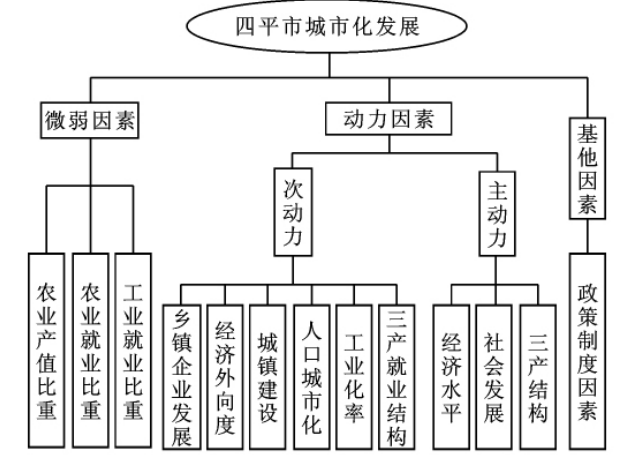 四平市城市化发展
微弱因素
动力因素
基他因素
次动力
主动力
农业产值比重
农业就业比重
工业就业比重
乡镇企业发展
经济外向度
城镇建设
人口城市化
工业化率
三产就业结构
经济水平
社会发展
三产结构
政策制度因素